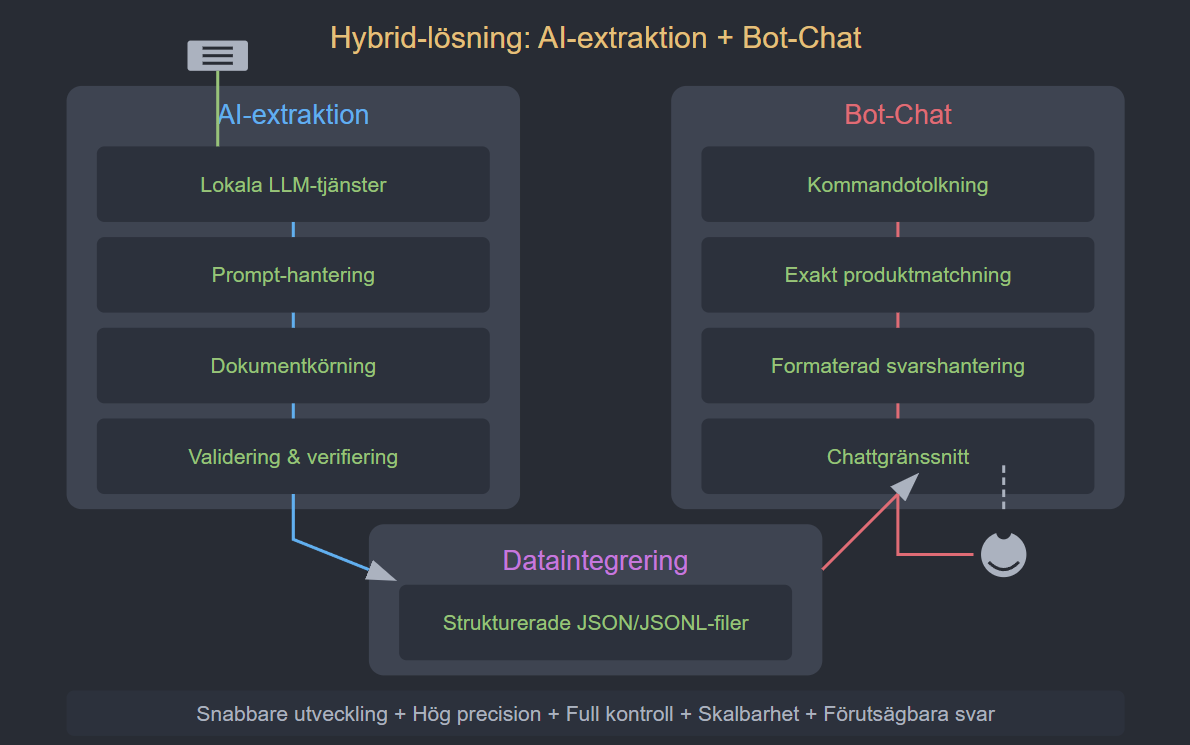 Hybrid-lösning: AI-extraktion + Bot-Chat
AI-extraktion
Lokala LLM-tjänster
Prompt-hantering
Dokumentkörning
Validering & verifiering
Bot-Chat
Kommandotolkning
Exakt produktmatchning
Formaterad svarshantering
Chattgränssnitt
Dataintegrering
Strukturerade JSON/JSONL-filer
Snabbare utveckling + Hög precision + Full kontroll + Skalbarhet + Förutsägbara svar